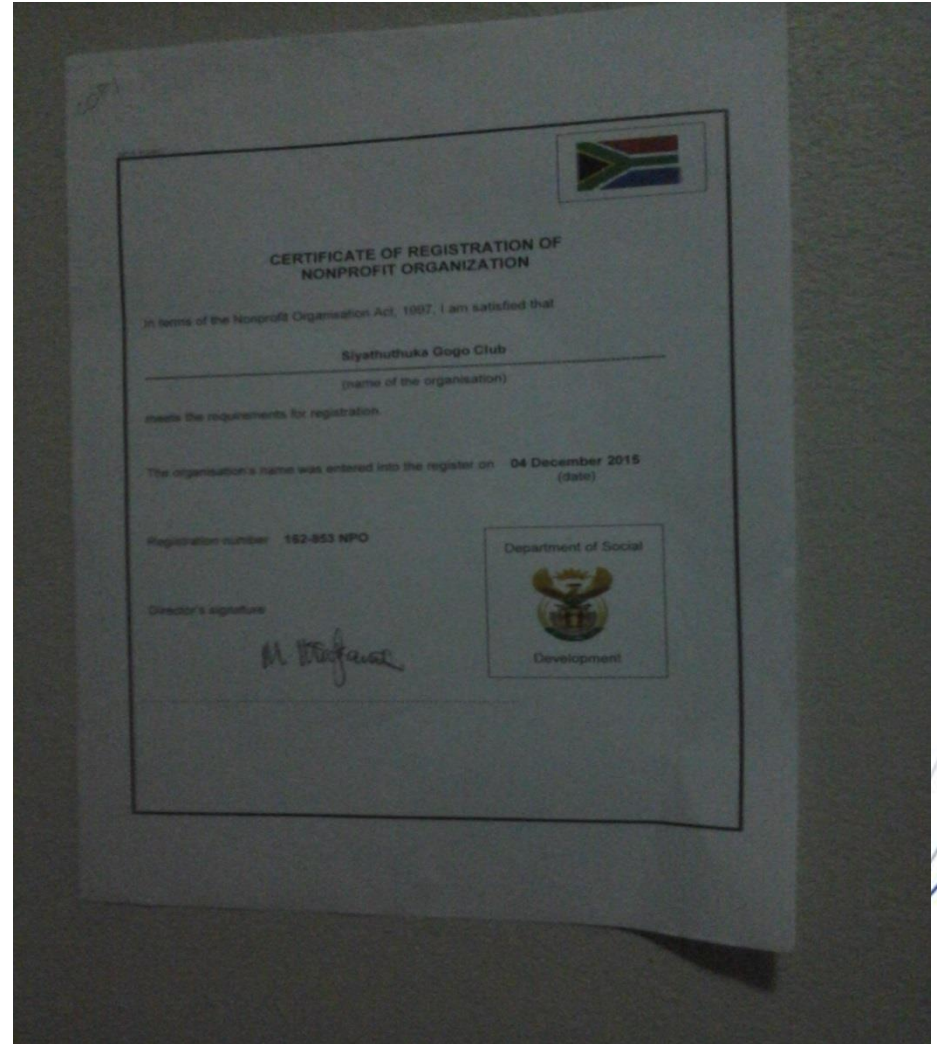 CERTIFICATE OF REGISTRATION OF
NONPROFIT ORGANIZATION
In terms of the Nonprofit Organisation Act, 1997, I am satisfied that
Siyathuthuka Gogo Club
(name of the organisation)
meets the requirements for registration.
The organisation's name was entered into the register on 04 December 2015
(date)
Registration number 162-853 NPO
Department of Social
Director's signature
Development